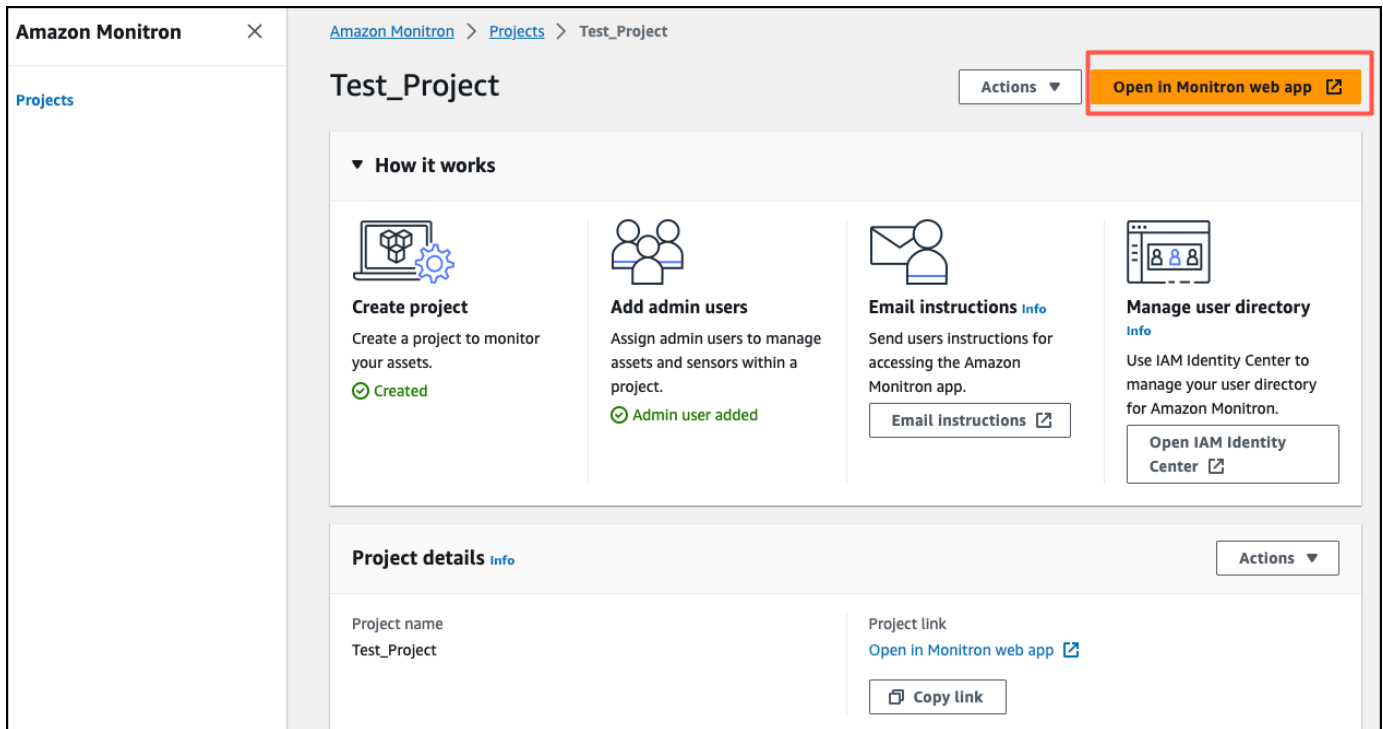 Amazon Monitron
Projects
Amazon Monitron > Projects > Test_Project
Test_Project
Actions
Open in Monitron web app
How it works
Create project
Create a project to monitor
your assets.
Created
Add admin users
Assign admin users to manage
assets and sensors within a
project.
Admin user added
Email instructions Info
Send users instructions for
accessing the Amazon
Monitron app.
Email instructions
Manage user directory
Info
Use IAM Identity Center to
manage your user directory
for Amazon Monitron.
Open IAM Identity
Center
Project details Info
Actions
Project name
Test_Project
Project link
Open in Monitron web app
Copy link